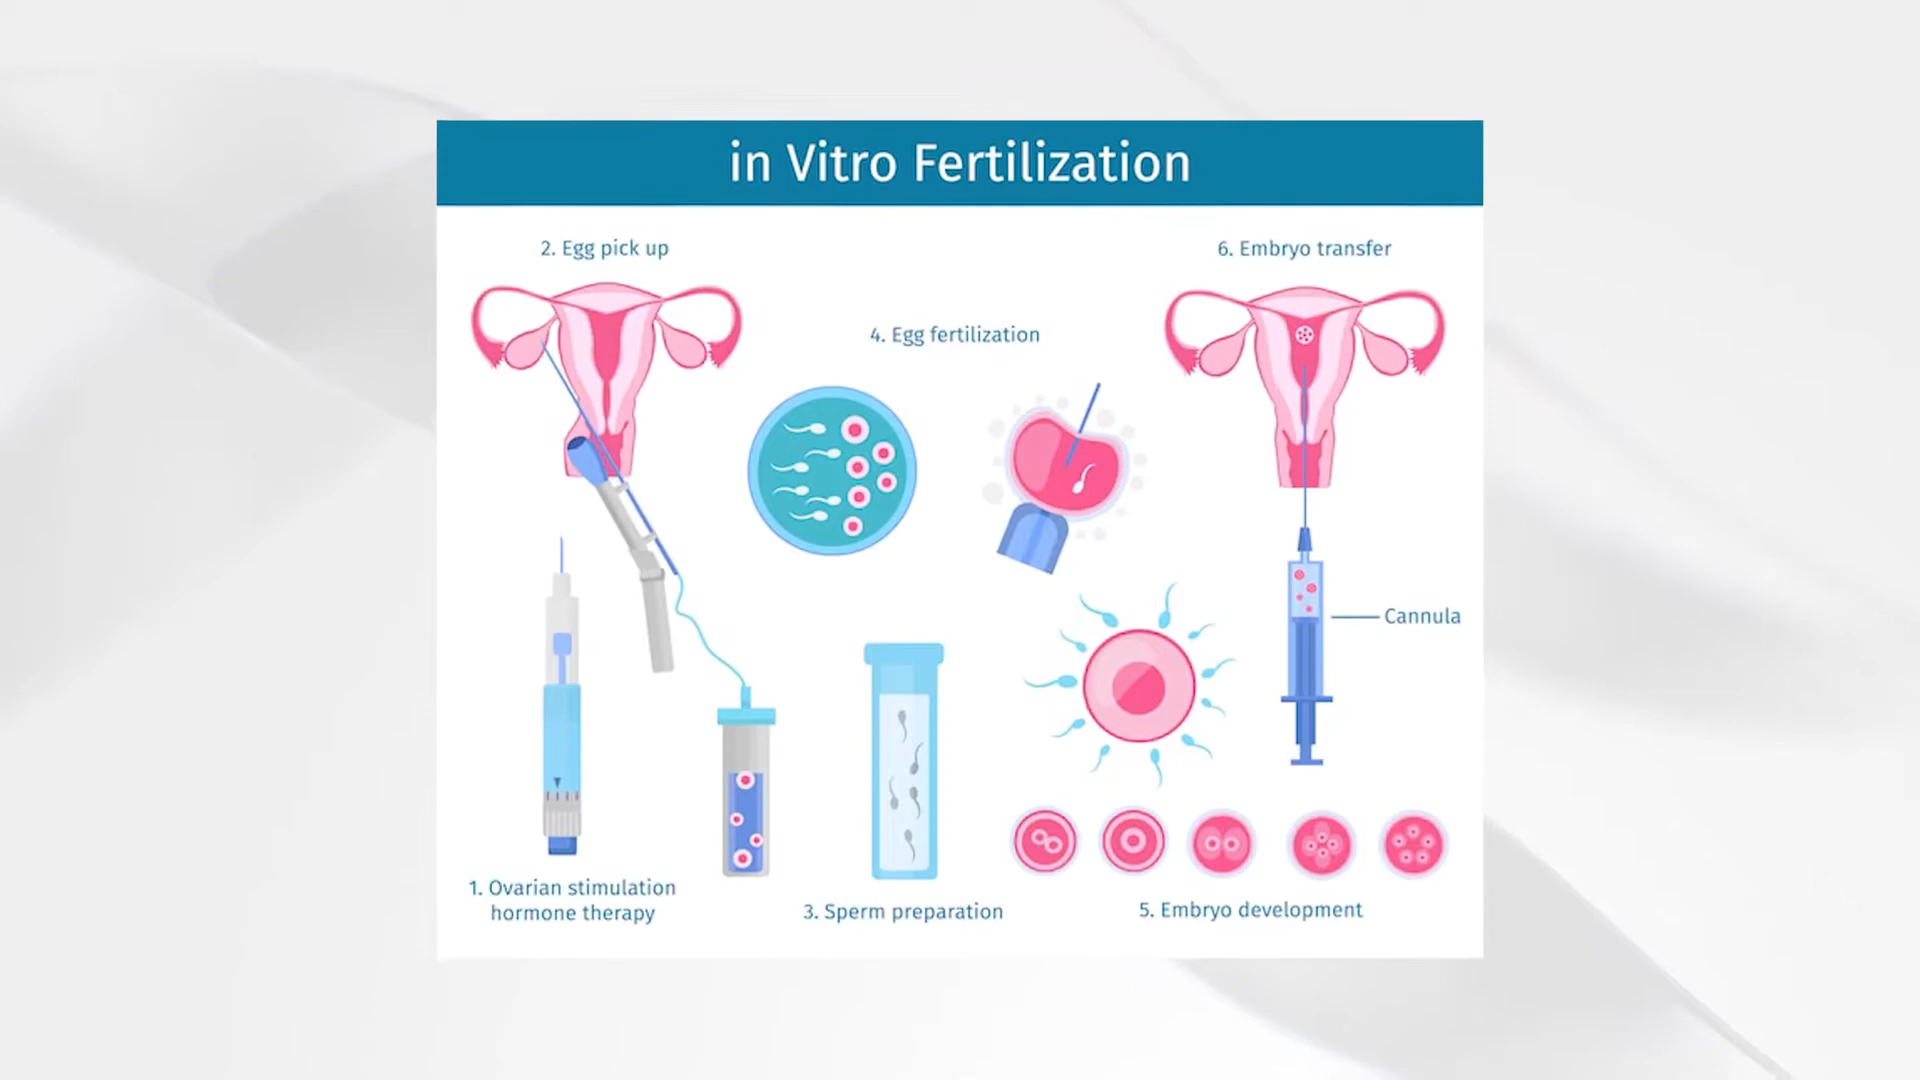 in Vitro Fertilization
2. Egg pick up
6. Embryo transfer
4. Egg fertilization
Cannula
1. Ovarian stimulation
hormone therapy
3. Sperm preparation
5. Embryo development